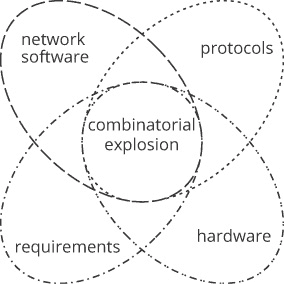 network
software
protocols
combinatorial
explosion
requirements
hardware